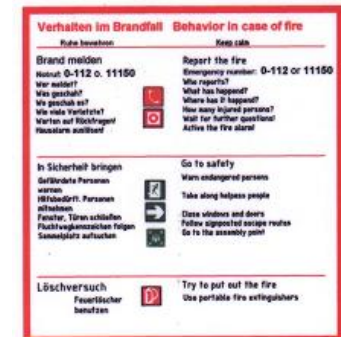 Verhalten im Brandfall Behavior in case of fire
Ruhe bewahren Keep calm
Brand melden
Notruf: 0-112 o. 11150
Wer meldet?
Was geschah?
Wo geschah es?
Wie viele Verletzte?
Warten auf Rückfragen!
Hausalarm auslösen!
Report the fire
Emergency number: 0-112 or 11150
Who reports?
What has happend?
Where has it happend?
How many injured persons?
Wait for further questions!
Active the fire alarm!
In Sicherheit bringen
Gefährdete Personen
warnen
Hilfsbedürft. Personen
mitnehmen
Fenster, Türen schließen
Fluchtwegkennzeichen folgen
Sammelplatz aufsuchen
Go to safety
Warn endangered persons
Take along helpess people
Close windows and doors
Follow signposted escape routes
Go to the assembly point
Löschversuch
Feuerlöscher
benutzen
Try to put out the fire
Use portable fire extinguishers